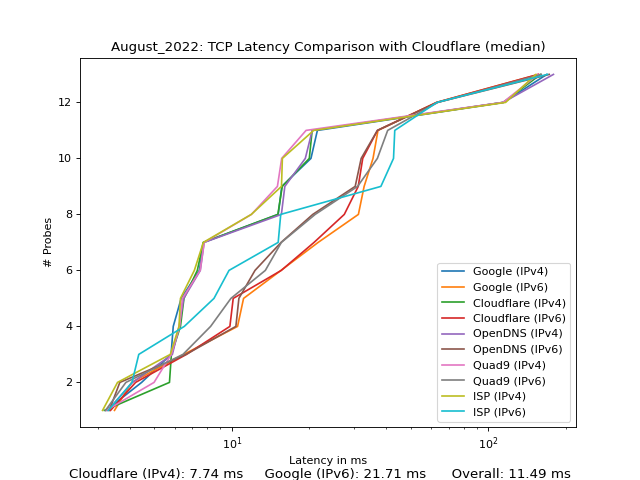 August_2022: TCP Latency Comparison with Cloudflare (median)
# Probes
12
10
8
6
4
2
10¹
10²
Google (IPv4)
Google (IPv6)
Cloudflare (IPv4)
Cloudflare (IPv6)
OpenDNS (IPv4)
OpenDNS (IPv6)
Quad9 (IPv4)
Quad9 (IPv6)
ISP (IPv4)
ISP (IPv6)
Latency in ms
Cloudflare (IPv4): 7.74 ms Google (IPv6): 21.71 ms Overall: 11.49 ms